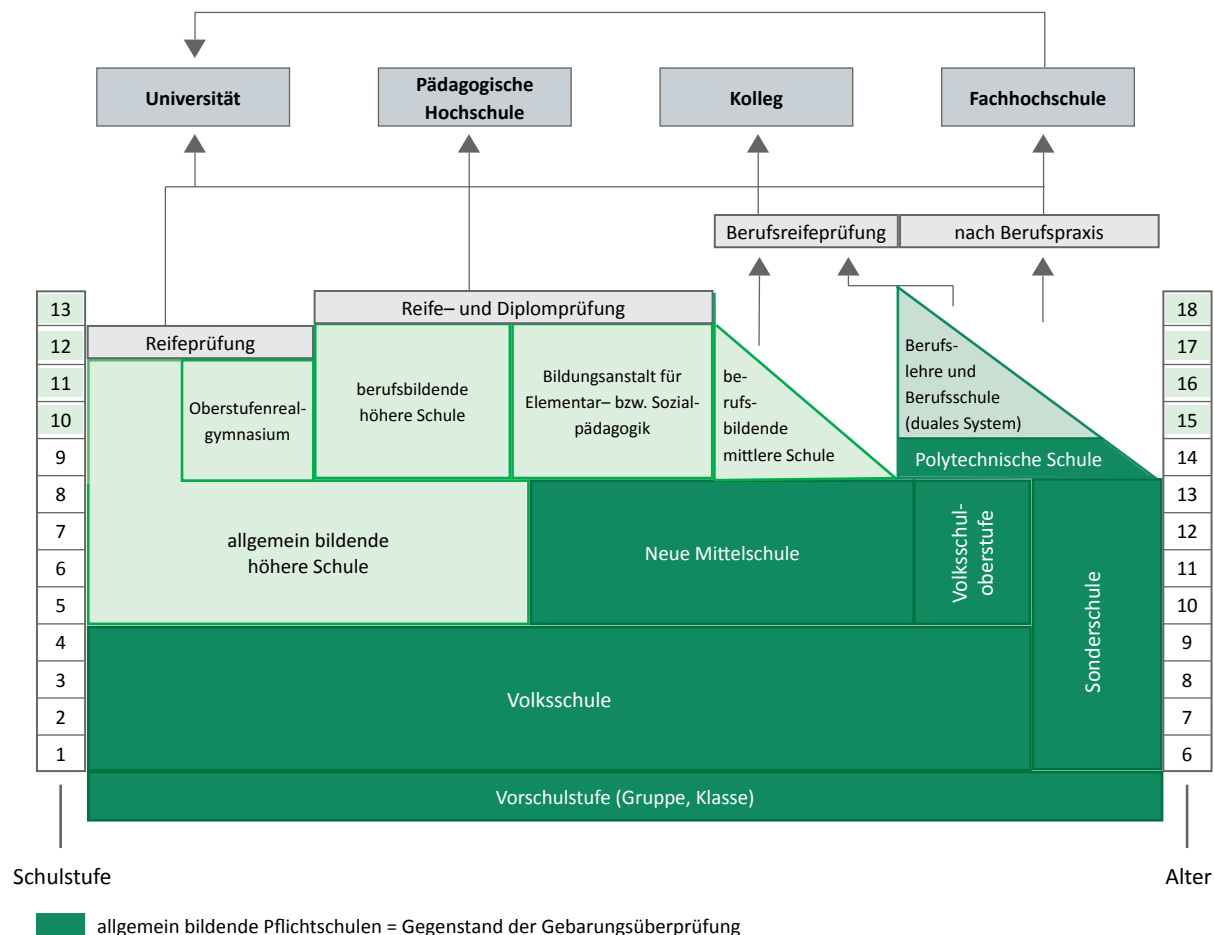 Universität
Pädagogische
Hochschule
Kolleg
Fachhochschule
Berufsreifeprüfung
nach Berufspraxis
Reife– und Diplomprüfung
Reifeprüfung
13
12
11
10
9
8
7
6
5
4
3
2
1
Oberstufenreal-
gymnasium
berufsbildende
höhere Schule
Bildungsanstalt für
Elementar– bzw. Sozial-
pädagogik
be-
rufs-
bildende
mittlere Schule
Berufs-
lehre und
Berufsschule
(duales System)
Polytechnische Schule
allgemein bildende
höhere Schule
Neue Mittelschule
Volksschul-
oberstufe
Sonderschule
Volksschule
Vorschulstufe (Gruppe, Klasse)
18
17
16
15
14
13
12
11
10
9
8
7
6
Schulstufe
Alter
allgemein bildende Pflichtschulen = Gegenstand der Gebarungsüberprüfung